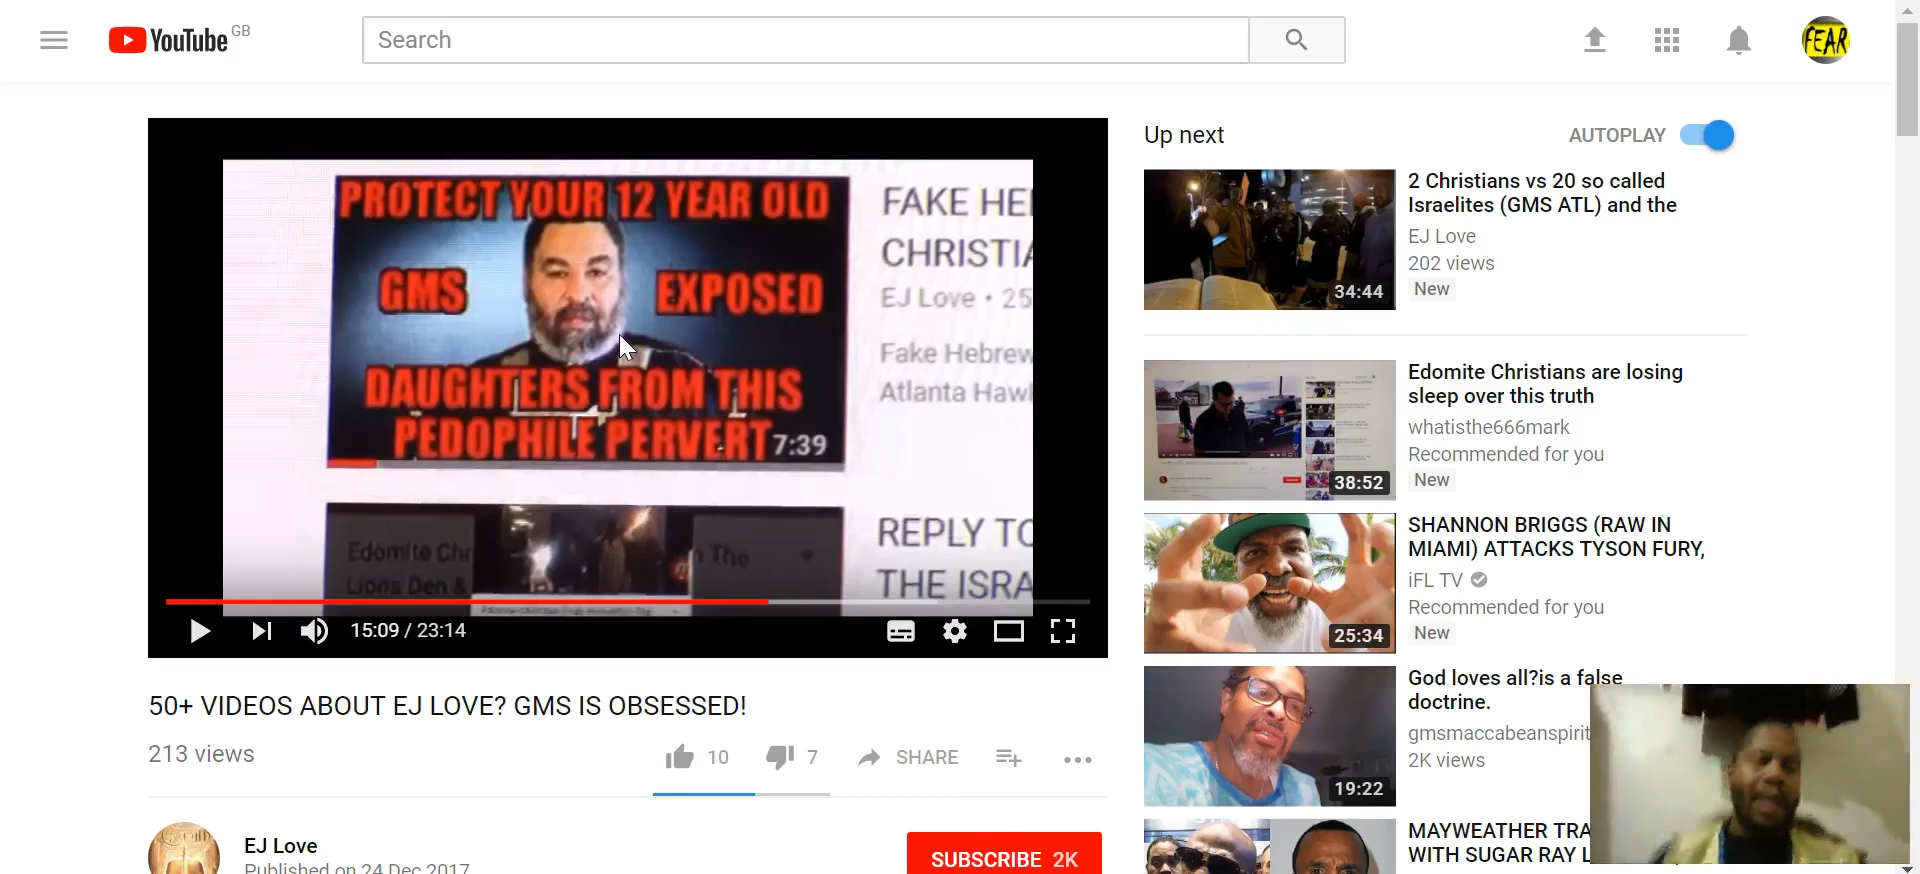 YouTube GB
Search
FEAR
PROTECT YOUR 12 YEAR OLD
GMS EXPOSED
DAUGHTERS FROM THIS
PEDOPHILE PERVERT
7:39
FAKE HE
CHRISTIA
EJ Love • 25
Fake Hebrew
Atlanta Haw
Edomite Chr
Lions Den &
n The
REPLY TO
THE ISRA
15:09 / 23:14
50+ VIDEOS ABOUT EJ LOVE? GMS IS OBSESSED!
213 views
10
7
SHARE
EJ Love
Published on 24 Dec 2017
SUBSCRIBE 2K
Up next
AUTOPLAY
34:44
2 Christians vs 20 so called
Israelites (GMS ATL) and the
EJ Love
202 views
New
38:52
Edomite Christians are losing
sleep over this truth
whatisthe666mark
Recommended for you
New
25:34
SHANNON BRIGGS (RAW IN
MIAMI) ATTACKS TYSON FURY,
iFL TV
Recommended for you
New
19:22
God loves all?is a false
doctrine.
gmsmaccabeanspirit
2K views
MAYWEATHER TRA
WITH SUGAR RAY L